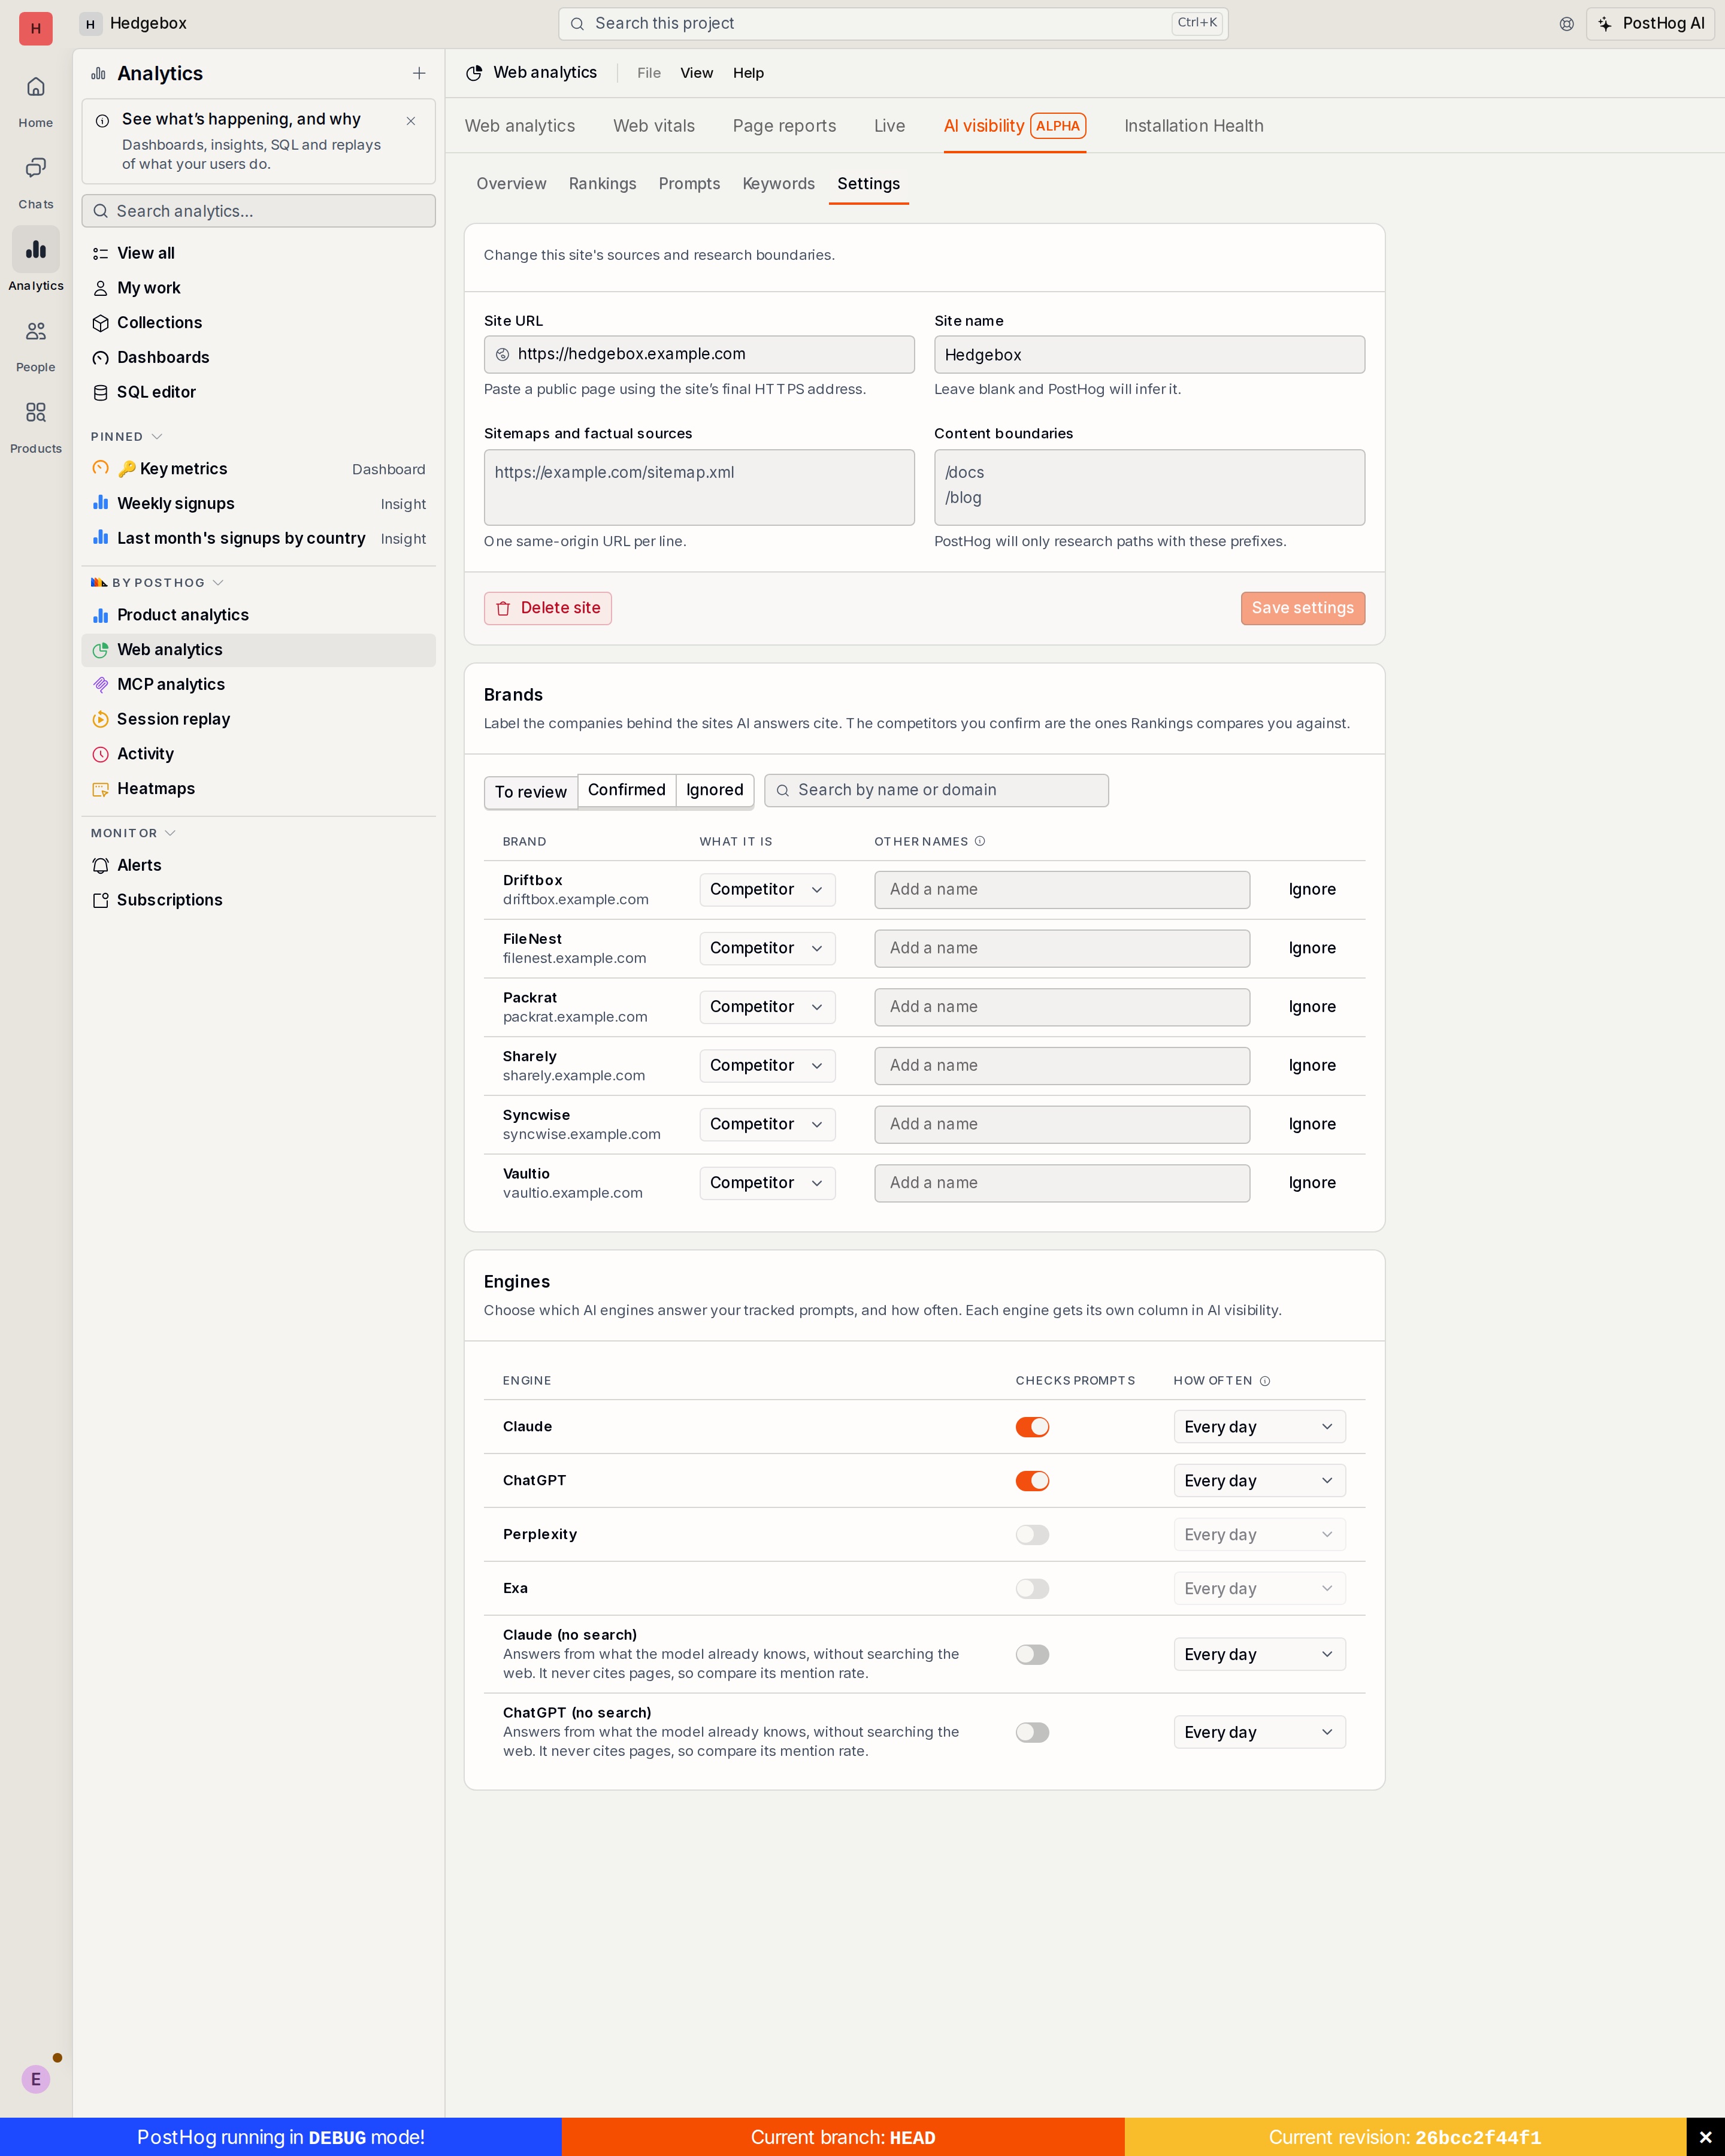 H
H
Hedgebox
Search this project
Ctrl+K
PostHog AI
Home
Chats
Analytics
People
Products
E
Analytics
See what's happening, and why
Dashboards, insights, SQL and replays
of what your users do.
Search analytics...
View all
My work
Collections
Dashboards
SQL editor
PINNED
🔑 Key metrics Dashboard
Weekly signups Insight
Last month's signups by country Insight
BY POSTHOG
Product analytics
Web analytics
MCP analytics
Session replay
Activity
Heatmaps
MONITOR
Alerts
Subscriptions
Web analytics File View Help
Web analytics Web vitals Page reports Live AI visibility ALPHA Installation Health
Overview Rankings Prompts Keywords Settings
Change this site's sources and research boundaries.
Site URL
https://hedgebox.example.com
Paste a public page using the site's final HTTPS address.
Site name
Hedgebox
Leave blank and PostHog will infer it.
Sitemaps and factual sources
https://example.com/sitemap.xml
One same-origin URL per line.
Content boundaries
/docs
/blog
PostHog will only research paths with these prefixes.
Delete site
Save settings
Brands
Label the companies behind the sites AI answers cite. The competitors you confirm are the ones Rankings compares you against.
To review Confirmed Ignored Search by name or domain
BRAND WHAT IT IS OTHER NAMES
Driftbox
driftbox.example.com
Competitor Add a name Ignore
FileNest
filenest.example.com
Competitor Add a name Ignore
Packrat
packrat.example.com
Competitor Add a name Ignore
Sharely
sharely.example.com
Competitor Add a name Ignore
Syncwise
syncwise.example.com
Competitor Add a name Ignore
Vaultio
vaultio.example.com
Competitor Add a name Ignore
Engines
Choose which AI engines answer your tracked prompts, and how often. Each engine gets its own column in AI visibility.
ENGINE CHECKS PROMPTS HOW OFTEN
Claude Every day
ChatGPT Every day
Perplexity Every day
Exa Every day
Claude (no search)
Answers from what the model already knows, without searching the
web. It never cites pages, so compare its mention rate.
Every day
ChatGPT (no search)
Answers from what the model already knows, without searching the
web. It never cites pages, so compare its mention rate.
Every day
PostHog running in DEBUG mode! Current branch: HEAD Current revision: 26bcc2f44f1